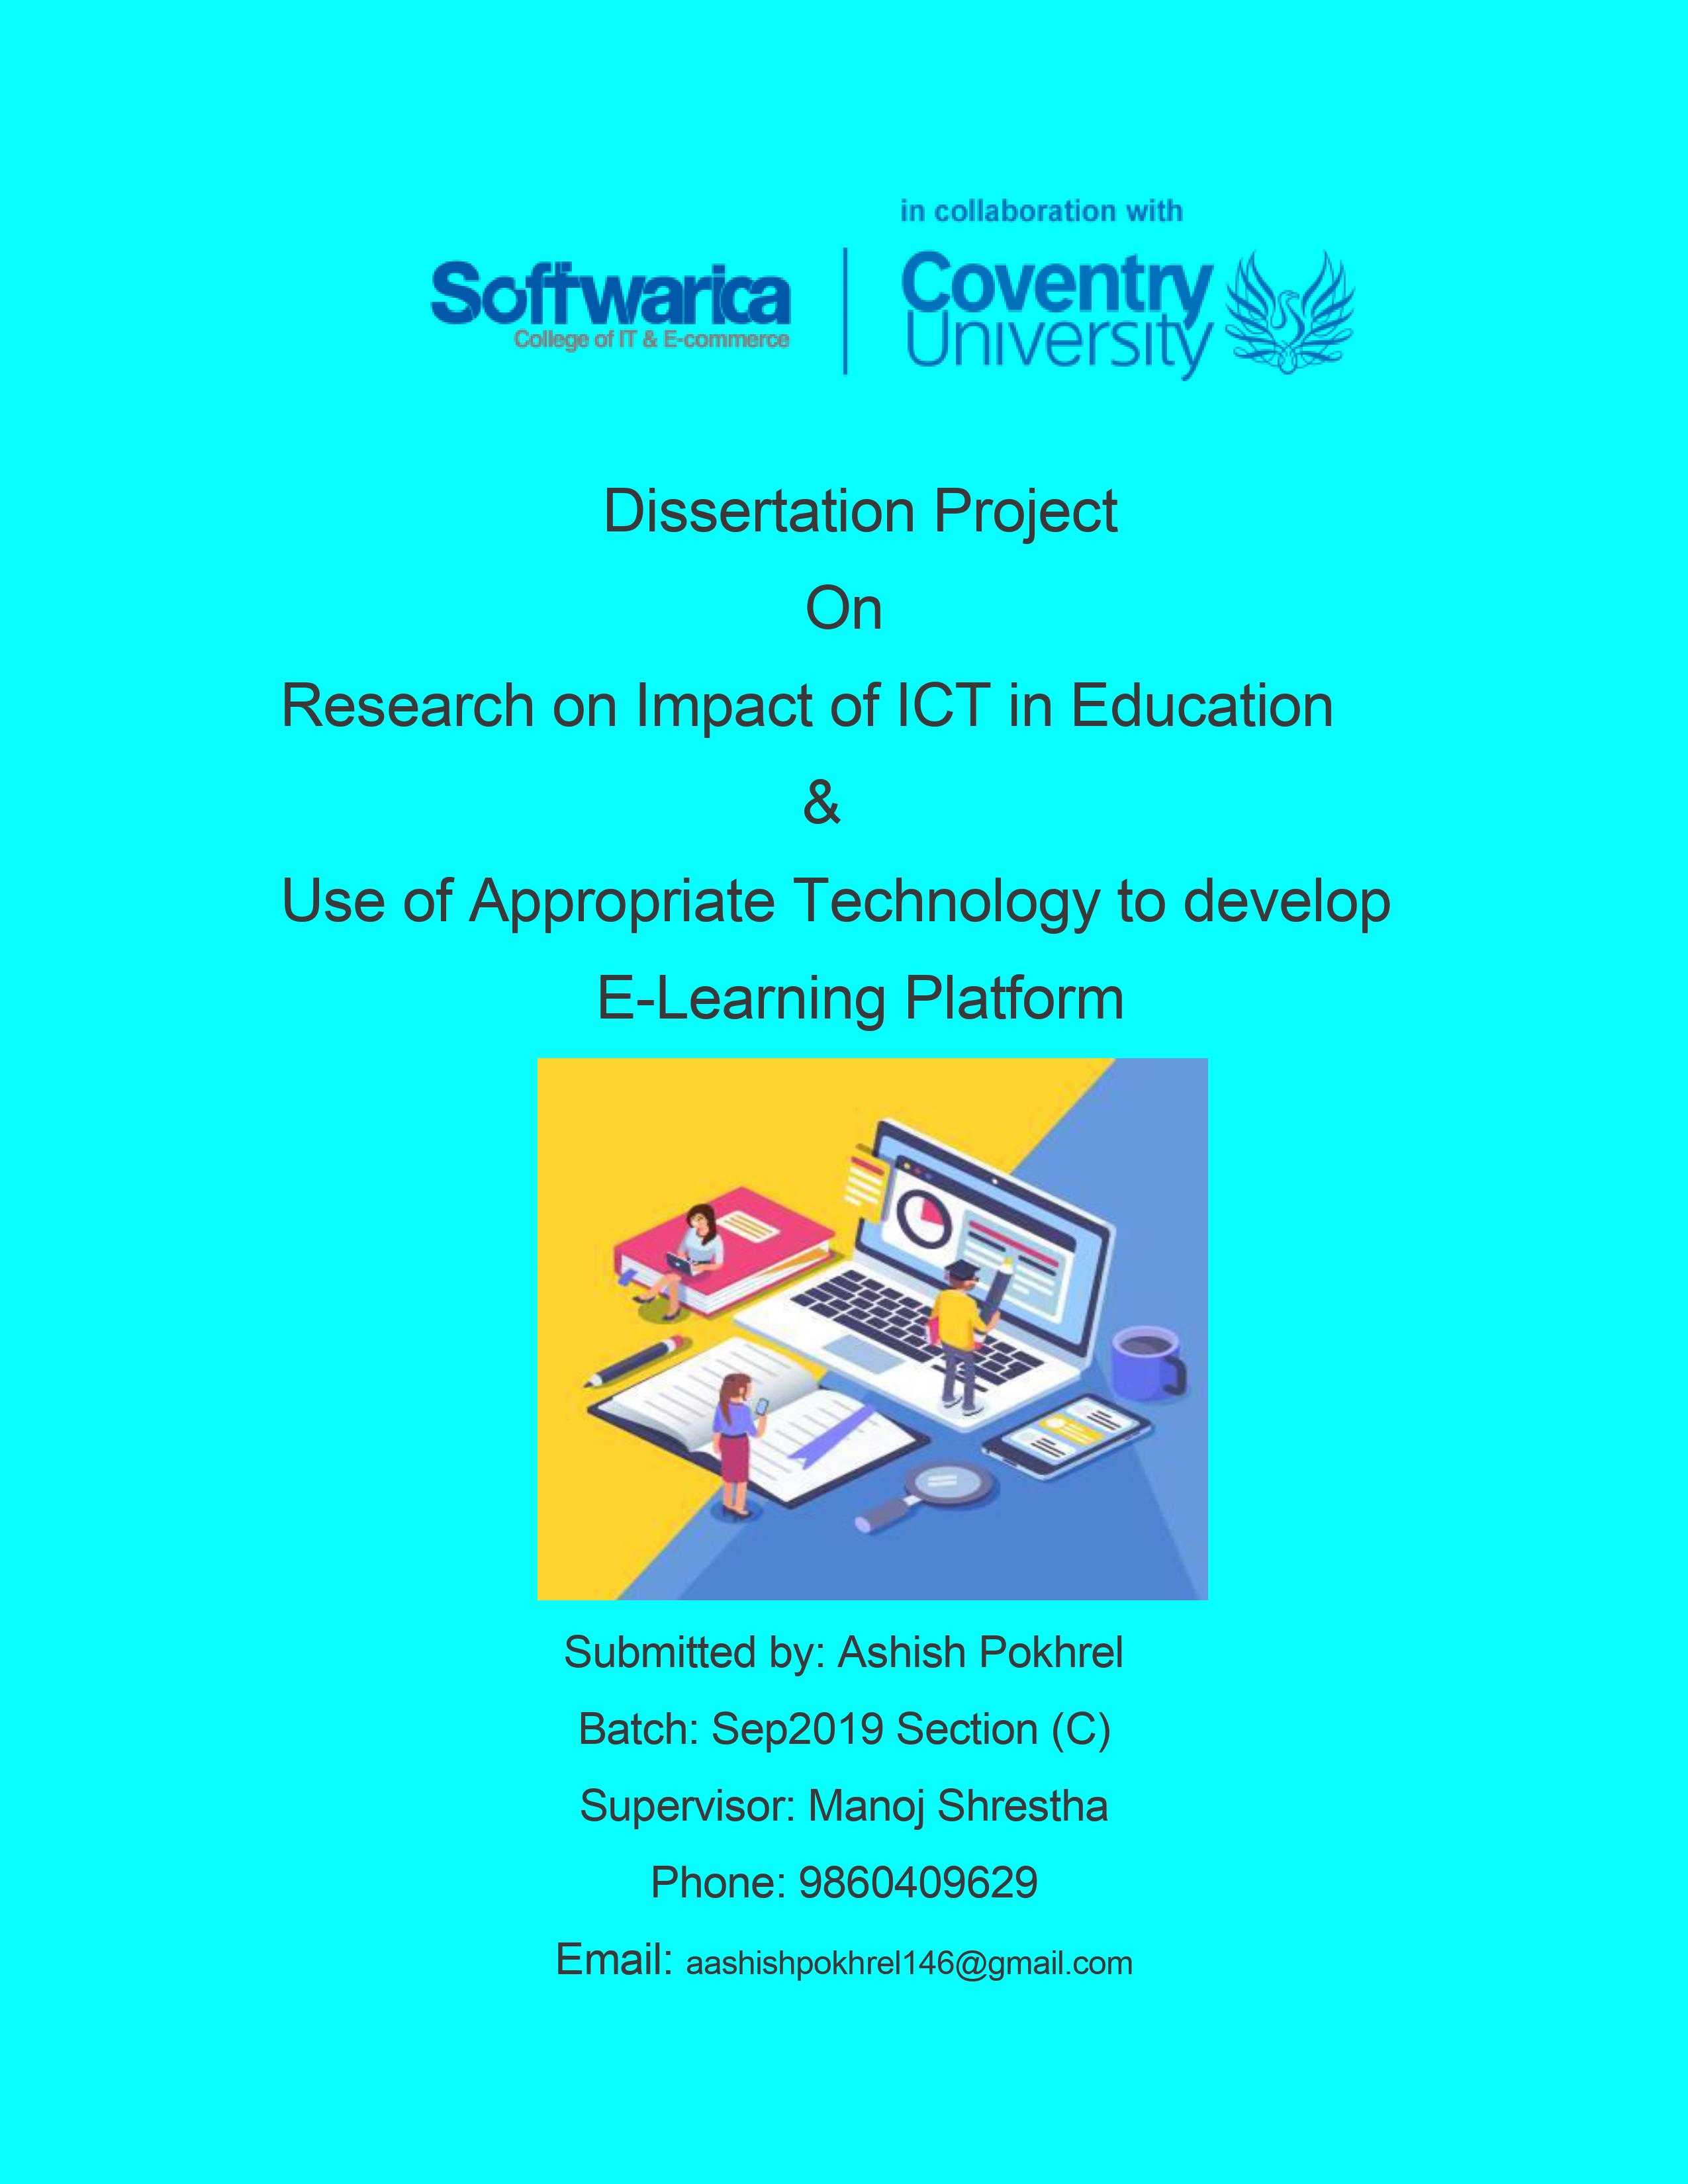 in collaboration with
Softwarica
College of IT & E-commerce
Coventry
University
Dissertation Project
On
Research on Impact of ICT in Education
&
Use of Appropriate Technology to develop
E-Learning Platform
Submitted by: Ashish Pokhrel
Batch: Sep2019 Section (C)
Supervisor: Manoj Shrestha
Phone: 9860409629
Email: aashishpokhrel146@gmail.com